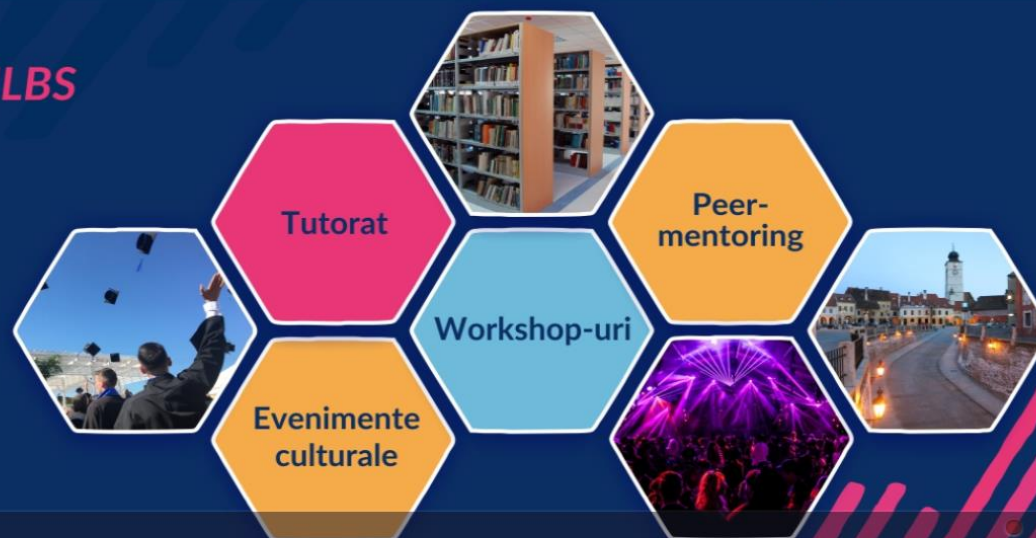 LBS
Tutorat
Peer-
mentoring
Workshop-uri
Evenimente
culturale